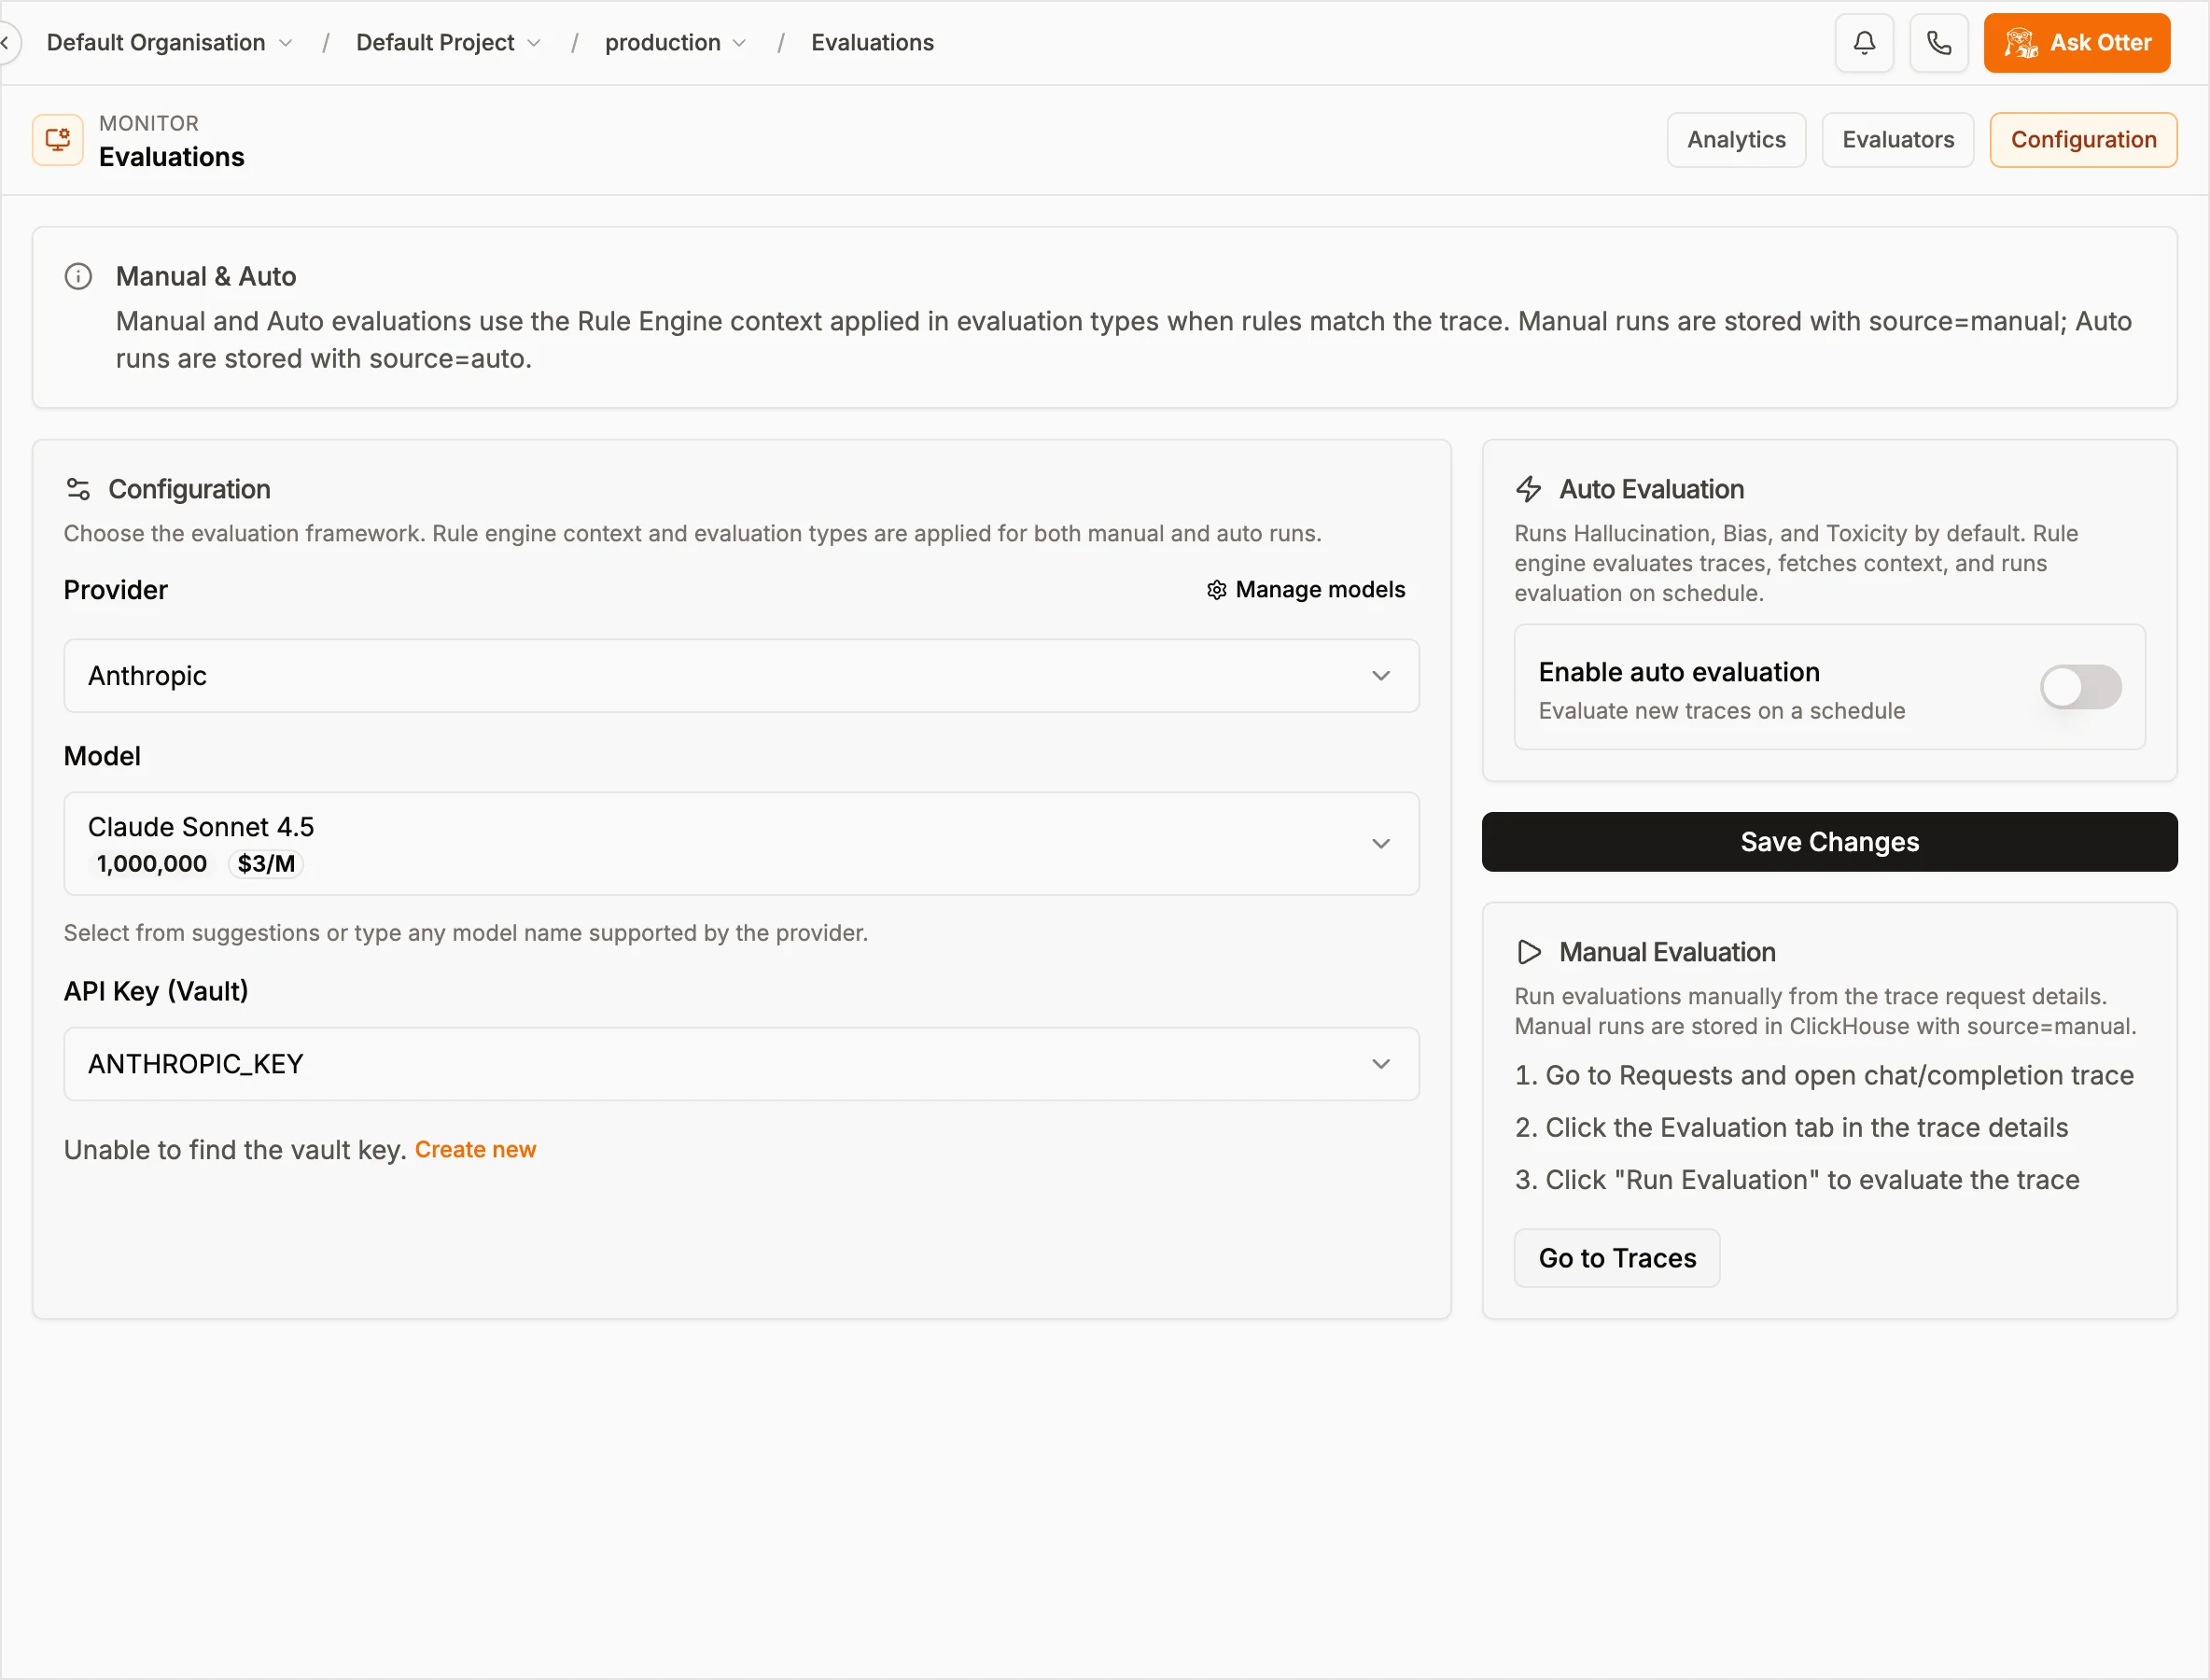 Default Organisation / Default Project / production / Evaluations
Ask Otter
MONITOR
Evaluations
Analytics
Evaluators
Configuration
Manual & Auto
Manual and Auto evaluations use the Rule Engine context applied in evaluation types when rules match the trace. Manual runs are stored with source=manual; Auto
runs are stored with source=auto.
Configuration
Choose the evaluation framework. Rule engine context and evaluation types are applied for both manual and auto runs.
Provider
Manage models
Anthropic
Model
Claude Sonnet 4.5
1,000,000 $3/M
Select from suggestions or type any model name supported by the provider.
API Key (Vault)
ANTHROPIC_KEY
Unable to find the vault key. Create new
Auto Evaluation
Runs Hallucination, Bias, and Toxicity by default. Rule
engine evaluates traces, fetches context, and runs
evaluation on schedule.
Enable auto evaluation
Evaluate new traces on a schedule
Save Changes
Manual Evaluation
Run evaluations manually from the trace request details.
Manual runs are stored in ClickHouse with source=manual.
1. Go to Requests and open chat/completion trace
2. Click the Evaluation tab in the trace details
3. Click "Run Evaluation" to evaluate the trace
Go to Traces